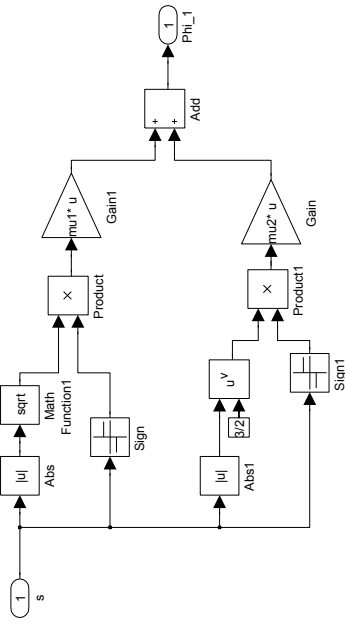 1
s
|u|
Abs
sqrt
Math
Function1
Sign
×
Product
mu1* u
Gain1
|u|
Abs1
3/2
u^v
Sign1
×
Product1
mu2* u
Gain
+
+
Add
1
Phi_1